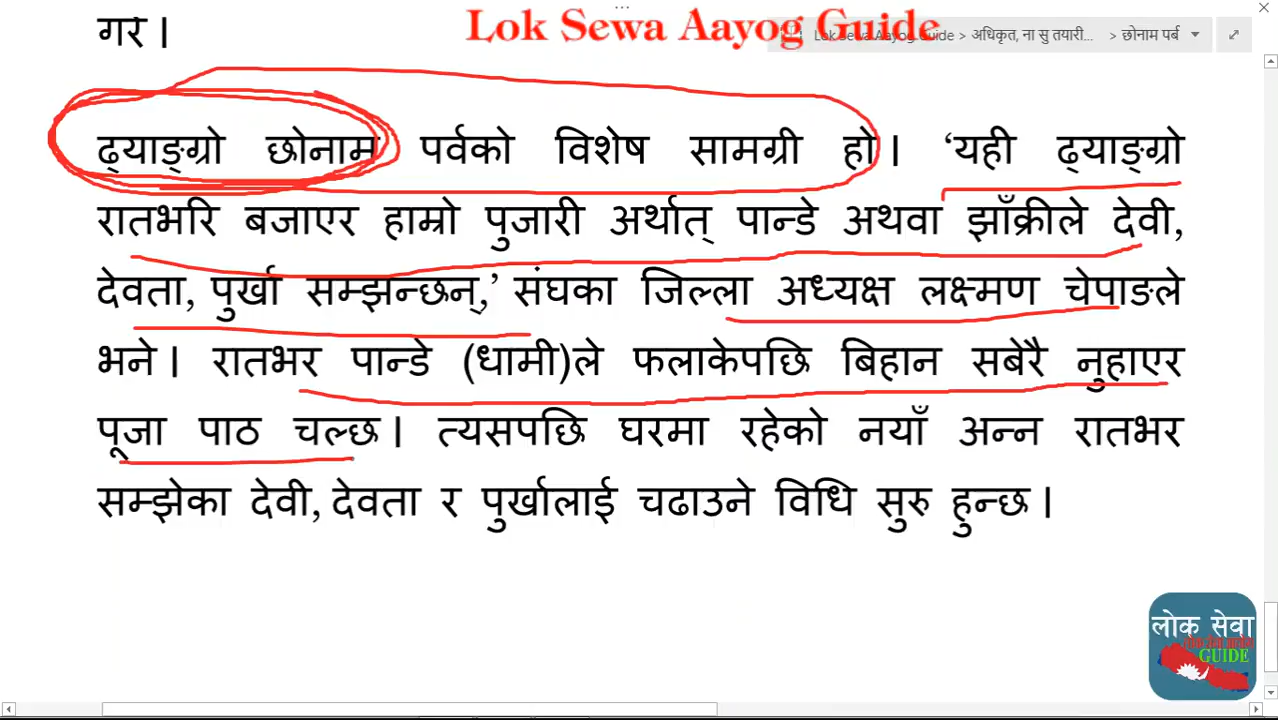 Lok Sewa Aayog Guide
Lok Sewa Aayog Guide > अधिकृत, ना सु तयारी... > छोनाम पर्ब
गरे ।
ढ्याङ्ग्रो छोनाम पर्वको विशेष सामग्री हो । ‘यही ढ्याङ्ग्रो
रातभरि बजाएर हाम्रो पुजारी अर्थात् पान्डे अथवा झाँक्रीले देवी,
देवता, पुर्खा सम्झन्छन्,’ संघका जिल्ला अध्यक्ष लक्ष्मण चेपाङले
भने । रातभर पान्डे (धामी)ले फलाकेपछि बिहान सबेरै नुहाएर
पूजा पाठ चल्छ । त्यसपछि घरमा रहेको नयाँ अन्न रातभर
सम्झेका देवी, देवता र पुर्खालाई चढाउने विधि सुरु हुन्छ ।
लोक सेवा
GUIDE